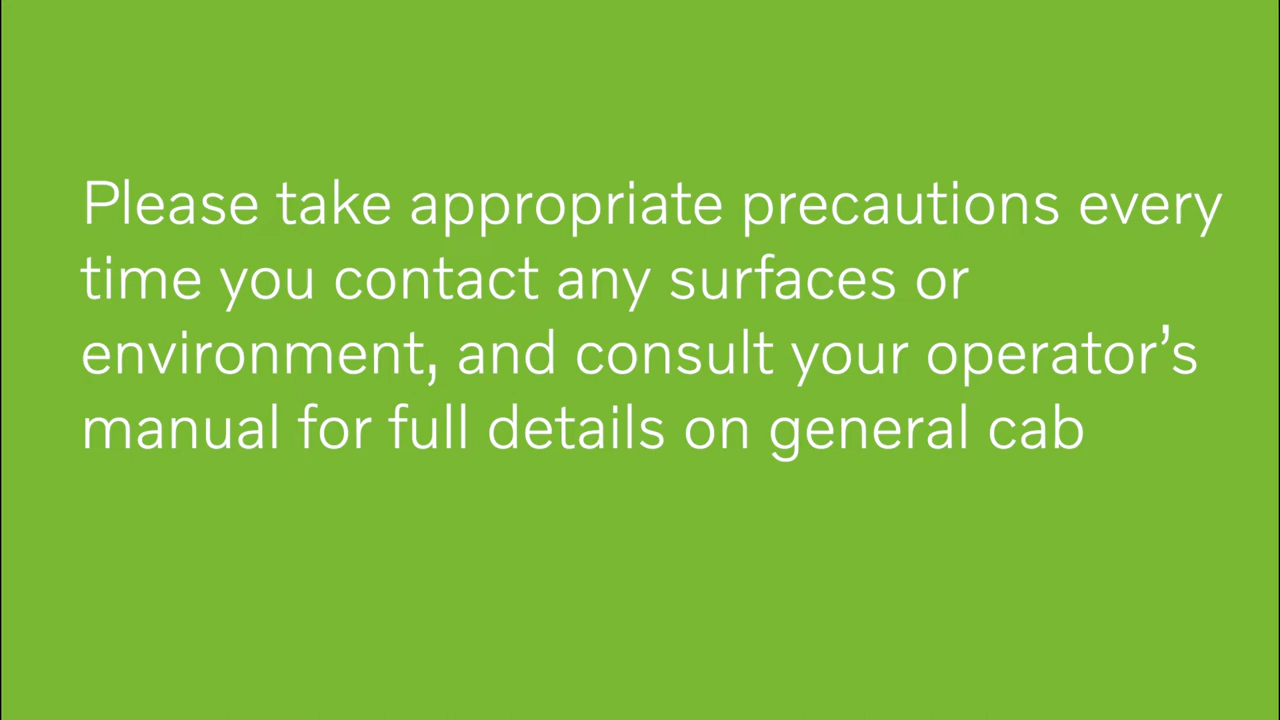 Please take appropriate precautions every
time you contact any surfaces or
environment, and consult your operator’s
manual for full details on general cab